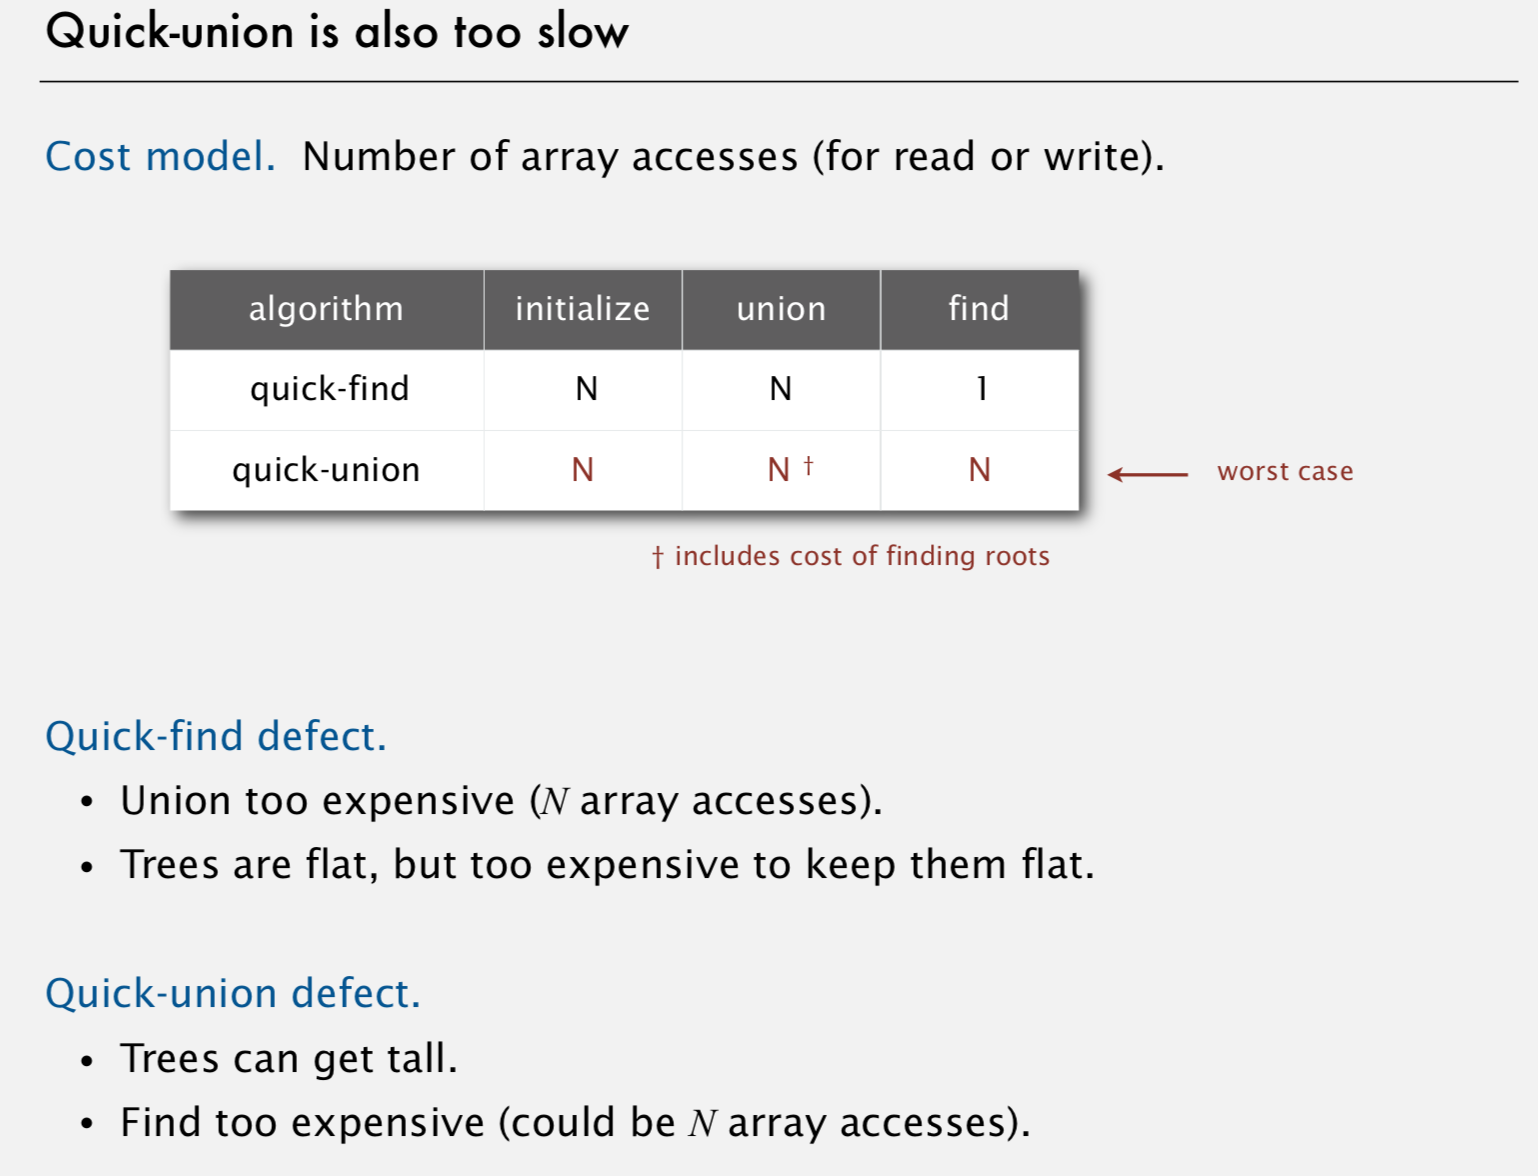 Quick-union is also too slow
Cost model. Number of array accesses (for read or write).
algorithm initialize union find
quick-find N N 1
quick-union N N † N
worst case
† includes cost of finding roots
Quick-find defect.
• Union too expensive (N array accesses).
• Trees are flat, but too expensive to keep them flat.
Quick-union defect.
• Trees can get tall.
• Find too expensive (could be N array accesses).